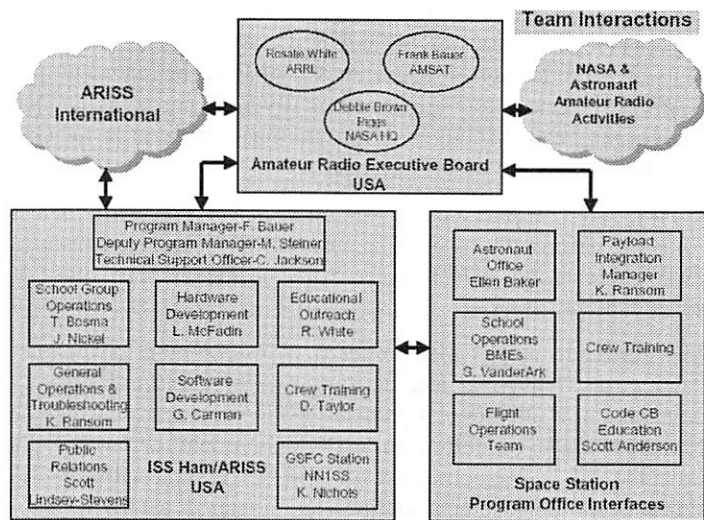 Team Interactions
ARISS
International
Rosalie White
ARRL
Frank Bauer
AMSAT
Debbie Brown
Biggs
NASA HQ
Amateur Radio Executive Board
USA
NASA &
Astronaut
Amateur Radio
Activities
Program Manager-F. Bauer
Deputy Program Manager-M. Steiner
Technical Support Officer-C. Jackson
School Group
Operations
T. Bosma
J. Nickel
Hardware
Development
L. McFadin
Educational
Outreach
R. White
General
Operations &
Troubleshooting
K. Ransom
Software
Development
G. Carman
Crew Training
D. Taylor
Public
Relations
Scott
Lindsey-Stevens
ISS Ham/ARISS
USA
GSFC Station
NN1SS
K. Nichols
Astronaut
Office
Ellen Baker
Payload
Integration
Manager
K. Ransom
School
Operations
BMEs
S. VanderArk
Crew Training
Flight
Operations
Team
Code CB
Education
Scott Anderson
Space Station
Program Office Interfaces